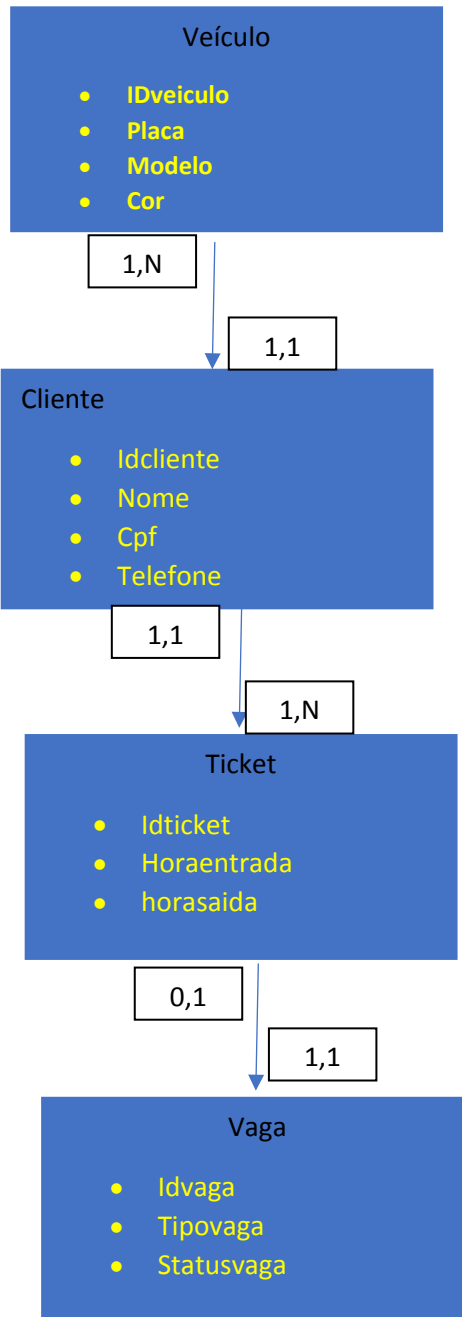 Veículo
• IDveiculo
• Placa
• Modelo
• Cor
1,N
1,1
Cliente
• Idcliente
• Nome
• Cpf
• Telefone
1,1
1,N
Ticket
• Idticket
• Horaentrada
• horasaida
0,1
1,1
Vaga
• Idvaga
• Tipovaga
• Statusvaga